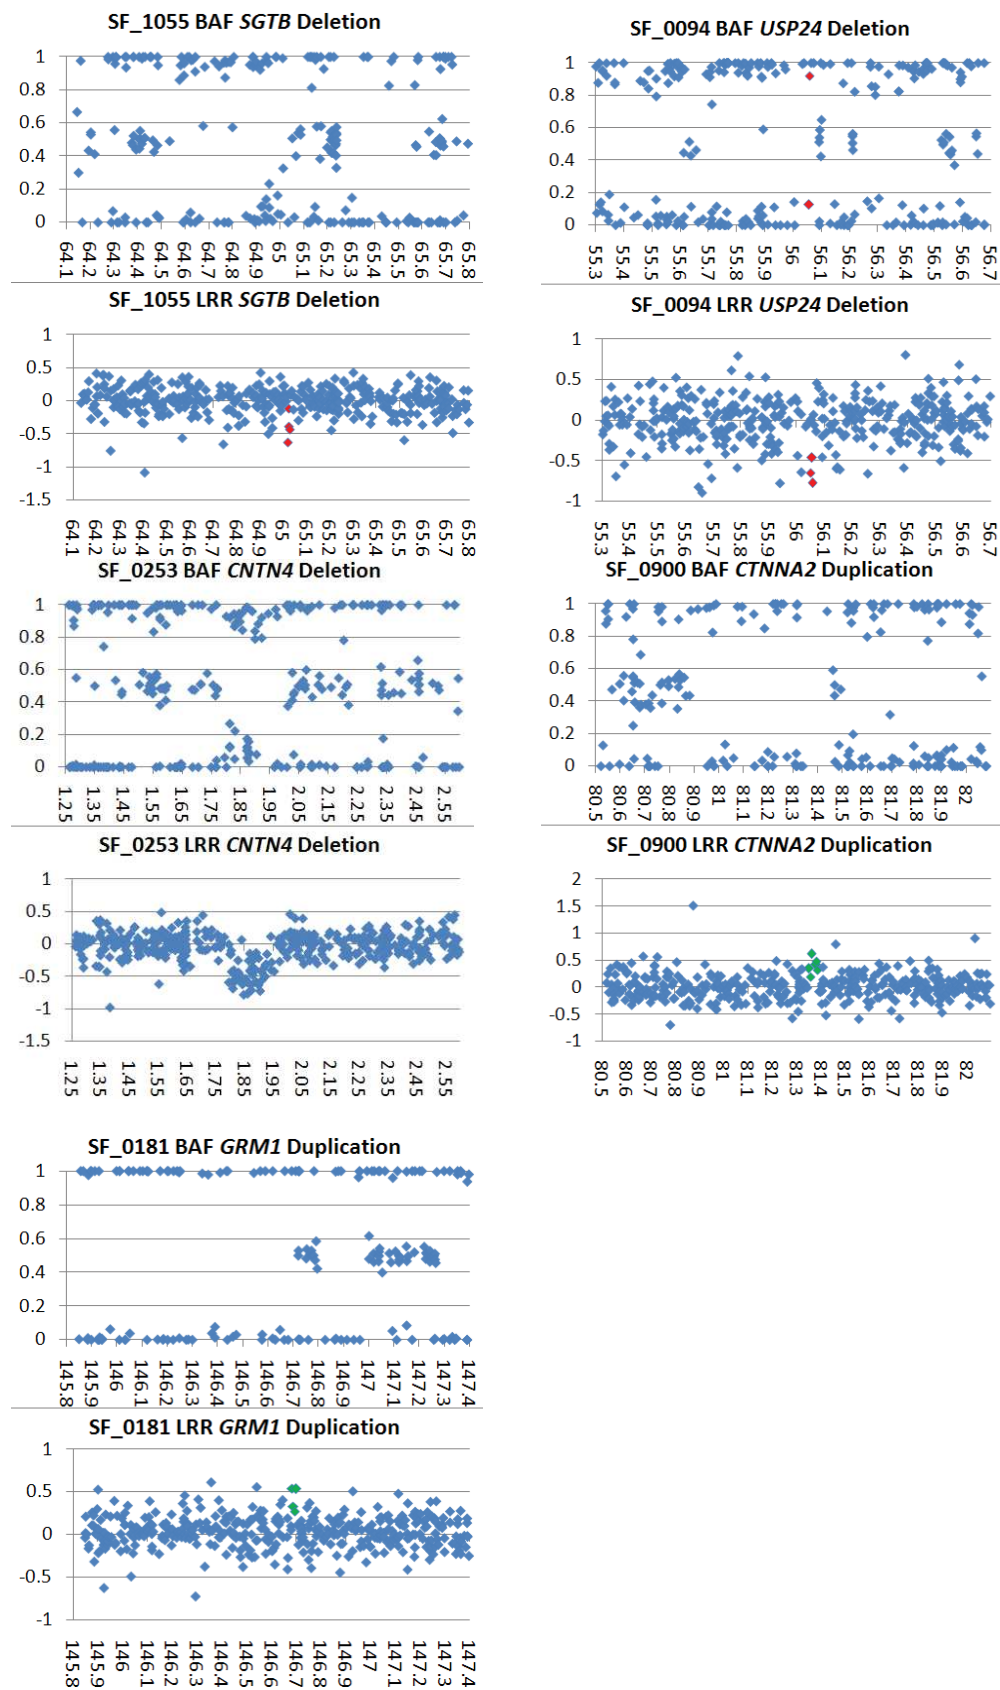 SF_1055 BAF SGTB Deletion
1
0.8
0.6
0.4
0.2
0
64.1 64.2 64.3 64.4 64.5 64.6 64.7 64.8 64.9 65 65.1 65.2 65.3 65.4 65.5 65.6 65.7 65.8
SF_0094 BAF USP24 Deletion
1
0.8
0.6
0.4
0.2
0
55.3 55.4 55.5 55.6 55.7 55.8 55.9 56 56.1 56.2 56.3 56.4 56.5 56.6 56.7
SF_1055 LRR SGTB Deletion
1
0.5
0
-0.5
-1
-1.5
64.1 64.2 64.3 64.4 64.5 64.6 64.7 64.8 64.9 65 65.1 65.2 65.3 65.4 65.5 65.6 65.7 65.8
SF_0094 LRR USP24 Deletion
1
0.5
0
-0.5
-1
55.3 55.4 55.5 55.6 55.7 55.8 55.9 56 56.1 56.2 56.3 56.4 56.5 56.6 56.7
SF_0253 BAF CNTN4 Deletion
1
0.8
0.6
0.4
0.2
0
1.25 1.35 1.45 1.55 1.65 1.75 1.85 1.95 2.05 2.15 2.25 2.35 2.45 2.55
SF_0900 BAF CTNNA2 Duplication
1
0.8
0.6
0.4
0.2
0
80.5 80.6 80.7 80.8 80.9 81 81.1 81.2 81.3 81.4 81.5 81.6 81.7 81.8 81.9 82
SF_0253 LRR CNTN4 Deletion
1
0.5
0
-0.5
-1
-1.5
1.25 1.35 1.45 1.55 1.65 1.75 1.85 1.95 2.05 2.15 2.25 2.35 2.45 2.55
SF_0900 LRR CTNNA2 Duplication
2
1.5
1
0.5
0
-0.5
-1
80.5 80.6 80.7 80.8 80.9 81 81.1 81.2 81.3 81.4 81.5 81.6 81.7 81.8 81.9 82
SF_0181 BAF GRM1 Duplication
1
0.8
0.6
0.4
0.2
0
145.8 145.9 146 146.1 146.2 146.3 146.4 146.5 146.6 146.7 146.8 146.9 147 147.1 147.2 147.3 147.4
SF_0181 LRR GRM1 Duplication
1
0.5
0
-0.5
-1
145.8 145.9 146 146.1 146.2 146.3 146.4 146.5 146.6 146.7 146.8 146.9 147 147.1 147.2 147.3 147.4